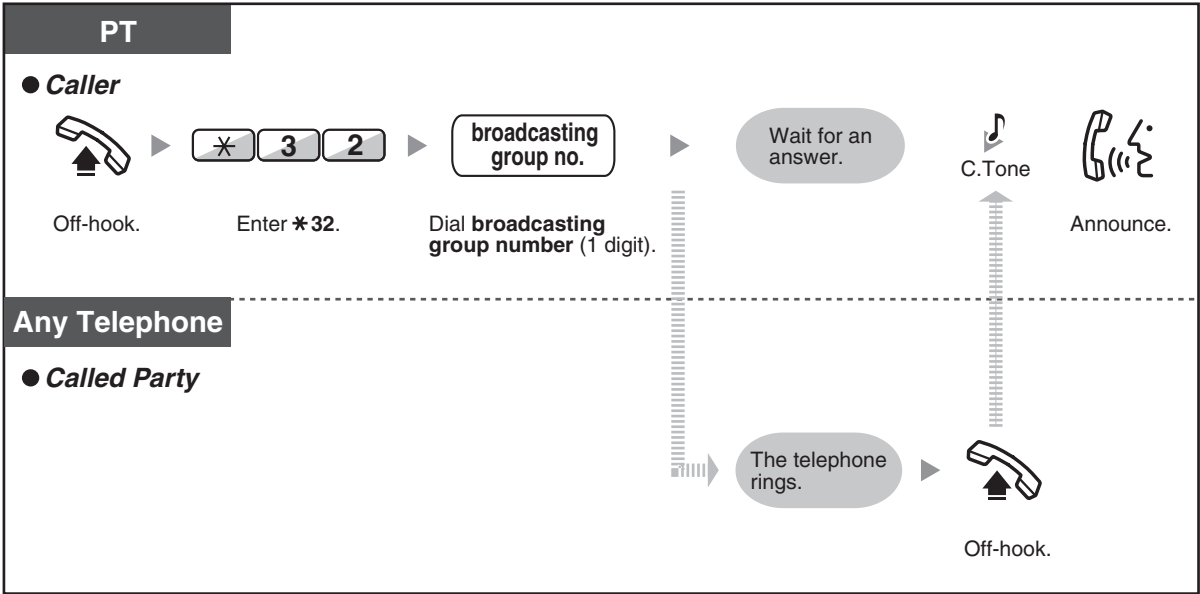 PT
● Caller
✳ 3 2
broadcasting
group no.
Wait for an
answer.
C.Tone
Off-hook.
Enter ✳32.
Dial broadcasting
group number (1 digit).
Announce.
Any Telephone
● Called Party
The telephone
rings.
Off-hook.